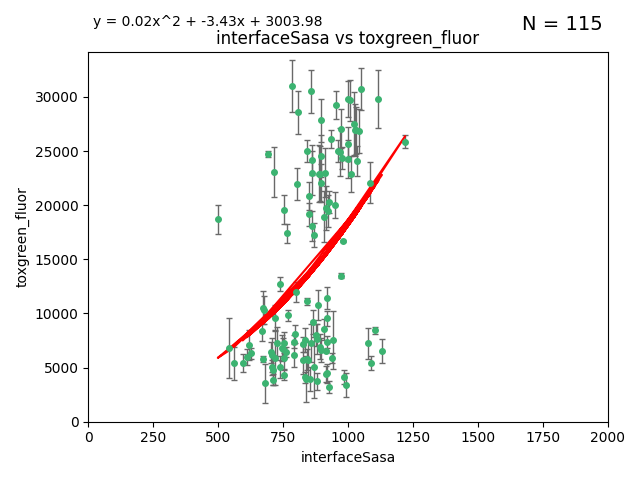 y = 0.02x^2 + -3.43x + 3003.98
N = 115
interfaceSasa vs toxgreen_fluor
toxgreen_fluor
30000
25000
20000
15000
10000
5000
0
0 250 500 750 1000 1250 1500 1750 2000
interfaceSasa